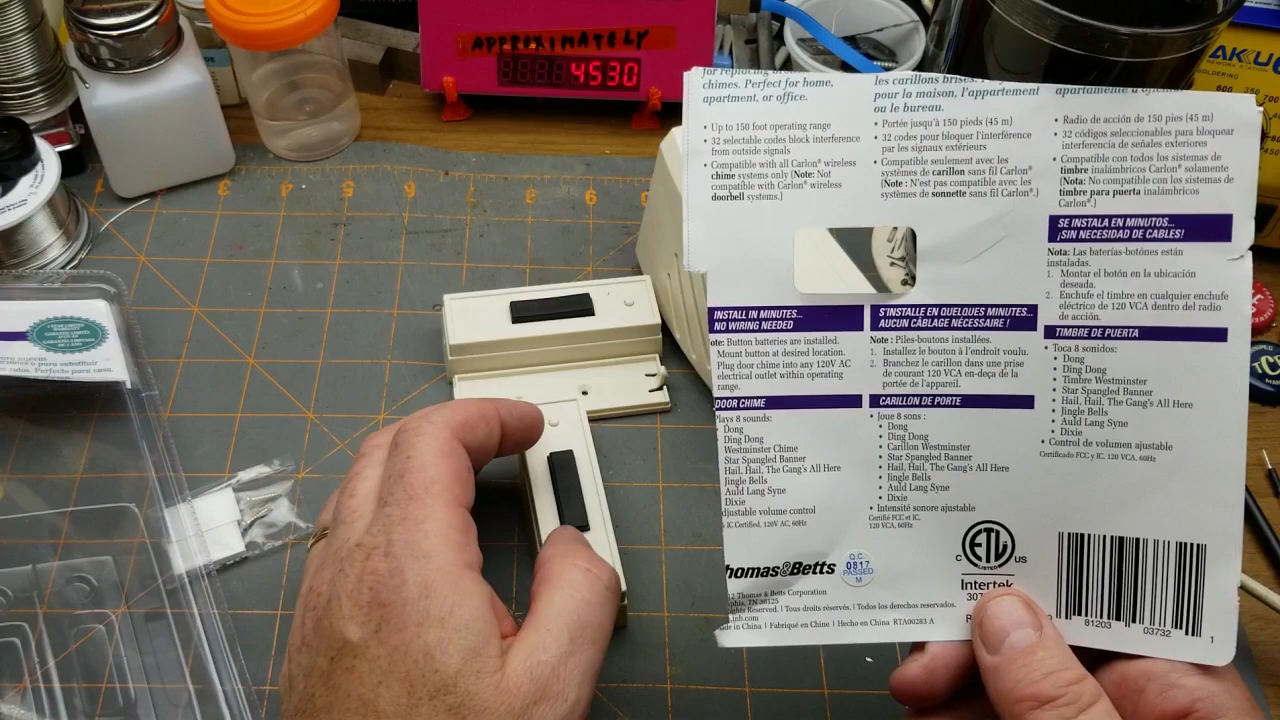 APPROXIMATELY
4530
for replacing
chimes. Perfect for home,
apartment, or office.
• Up to 150 foot operating range
• 32 selectable codes block interference
from outside signals
• Compatible with all Carlon® wireless
chime systems only (Note: Not
compatible with Carlon® wireless
doorbell systems.)
INSTALL IN MINUTES...
NO WIRING NEEDED
ote: Button batteries are installed.
Mount button at desired location.
Plug door chime into any 120V AC
electrical outlet within operating
range.
DOOR CHIME
Plays 8 sounds:
Dong
Ding Dong
Westminster Chime
Star Spangled Banner
Hail, Hail, The Gang's All Here
Jingle Bells
Auld Lang Syne
Dixie
djustable volume control
IC Certified, 120V AC, 60Hz
les carillons brisés.
pour la maison, l'appartement
ou le bureau.
• Portée jusqu'à 150 pieds (45 m)
• 32 codes pour bloquer l'interférence
par les signaux extérieurs
• Compatible seulement avec les
systèmes de carillon sans fil Carlon®
(Note : N'est pas compatible avec les
systèmes de sonnette sans fil Carlon®.)
S'INSTALLE EN QUELQUES MINUTES...
AUCUN CÂBLAGE NÉCESSAIRE !
Note : Piles-boutons installées.
1. Installez le bouton à l'endroit voulu.
2. Branchez le carillon dans une prise
de courant 120 VCA en-deça de la
portée de l'appareil.
CARILLON DE PORTE
• Joue 8 sons :
• Dong
• Ding Dong
• Carillon Westminster
• Star Spangled Banner
• Hail, Hail, The Gang's All Here
• Jingle Bells
• Auld Lang Syne
• Dixie
• Intensité sonore ajustable
Certifié FCC et IC,
120 VCA, 60Hz
• Radio de acción de 150 pies (45 m)
• 32 códigos seleccionables para bloquear
interferencia de señales exteriores
• Compatible con todos los sistemas de
timbre inalámbricos Carlon® solamente
(Nota: No compatible con los sistemas de
timbre para puerta inalámbricos
Carlon®.)
SE INSTALA EN MINUTOS...
¡SIN NECESIDAD DE CABLES!
Nota: Las baterías-botónes están
instaladas.
1. Montar el botón en la ubicación
deseada.
2. Enchufe el timbre en cualquier enchufe
eléctrico de 120 VCA dentro del radio
de acción.
TIMBRE DE PUERTA
• Toca 8 sonidos:
• Dong
• Ding Dong
• Timbre Westminster
• Star Spangled Banner
• Hail, Hail, The Gang's All Here
• Jingle Bells
• Auld Lang Syne
• Dixie
• Control de volumen ajustable
Certificado FCC y IC, 120 VCA, 60Hz
homas&Betts
Q.C.
0817
PASSED
M
Thomas & Betts Corporation
TN 38125
Rights Reserved. | Tous droits réservés. | Todos los derechos reservados.
Made in China | Fabriqué en Chine | Hecho en China RTA00283 A
C ETL US
LISTED
Intertek
307
81203 03732 1
SOLDERING
3 4 5 6 7 8 9